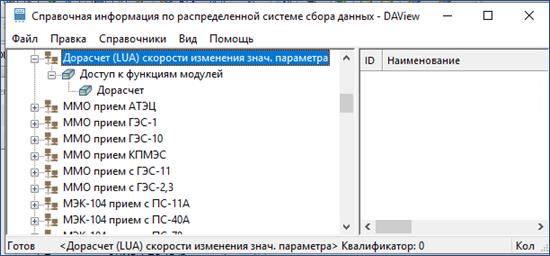 Справочная информация по распределенной системе сбора данных - DAView
Файл Правка Справочники Вид Помощь
Дорасчет (LUA) скорости изменения знач. параметра
Доступ к функциям модулей
Дорасчет
ММО прием АТЭЦ
ММО прием ГЭС-1
ММО прием ГЭС-10
ММО прием КПМЭС
ММО прием с ГЭС-11
ММО прием с ГЭС-2,3
МЭК-104 прием с ПС-11А
МЭК-104 прием с ПС-40А
ID Наименование
Готов <Дорасчет (LUA) скорости изменения знач. параметра> Квалификатор: 0 Кол